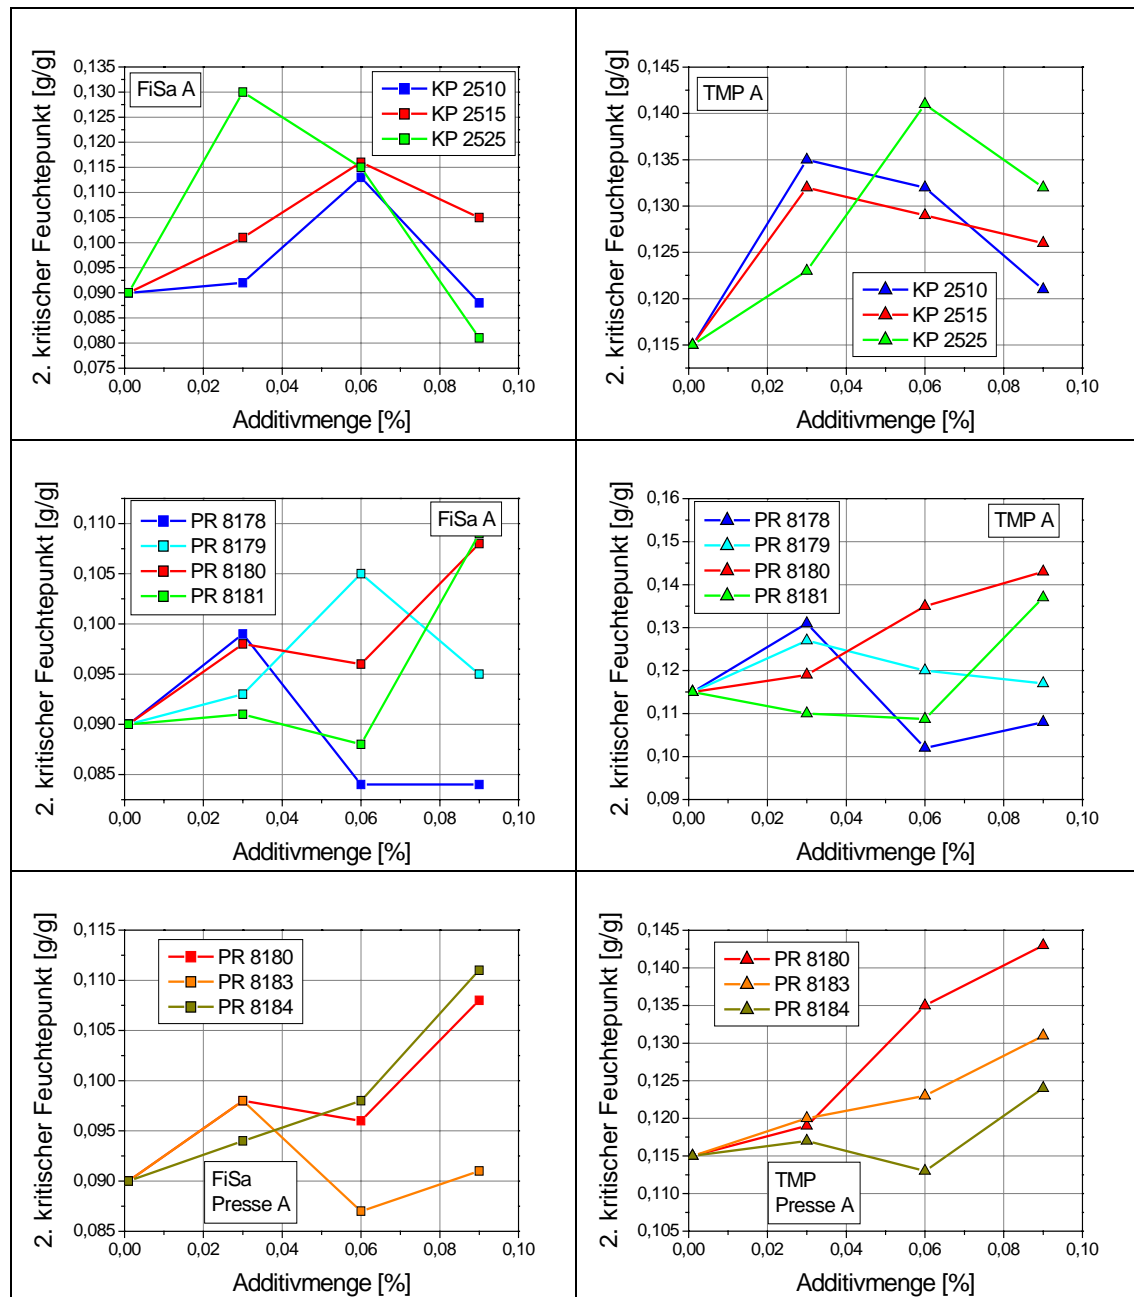 2. kritischer Feuchtepunkt [g/g]
0,135
0,130
0,125
0,120
0,115
0,110
0,105
0,100
0,095
0,090
0,085
0,080
0,075
FiSa A
KP 2510
KP 2515
KP 2525
0,00 0,02 0,04 0,06 0,08 0,10
Additivmenge [%]
2. kritischer Feuchtepunkt [g/g]
0,145
0,140
0,135
0,130
0,125
0,120
0,115
TMP A
KP 2510
KP 2515
KP 2525
0,00 0,02 0,04 0,06 0,08 0,10
Additivmenge [%]
2. kritischer Feuchtepunkt [g/g]
0,110
0,105
0,100
0,095
0,090
0,085
PR 8178
PR 8179
PR 8180
PR 8181
FiSa A
0,00 0,02 0,04 0,06 0,08 0,10
Additivmenge [%]
2. kritischer Feuchtepunkt [g/g]
0,16
0,15
0,14
0,13
0,12
0,11
0,10
0,09
PR 8178
PR 8179
PR 8180
PR 8181
TMP A
0,00 0,02 0,04 0,06 0,08 0,10
Additivmenge [%]
2. kritischer Feuchtepunkt [g/g]
0,115
0,110
0,105
0,100
0,095
0,090
0,085
PR 8180
PR 8183
PR 8184
FiSa
Presse A
0,00 0,02 0,04 0,06 0,08 0,10
Additivmenge [%]
2. kritischer Feuchtepunkt [g/g]
0,145
0,140
0,135
0,130
0,125
0,120
0,115
0,110
0,105
PR 8180
PR 8183
PR 8184
TMP
Presse A
0,00 0,02 0,04 0,06 0,08 0,10
Additivmenge [%]